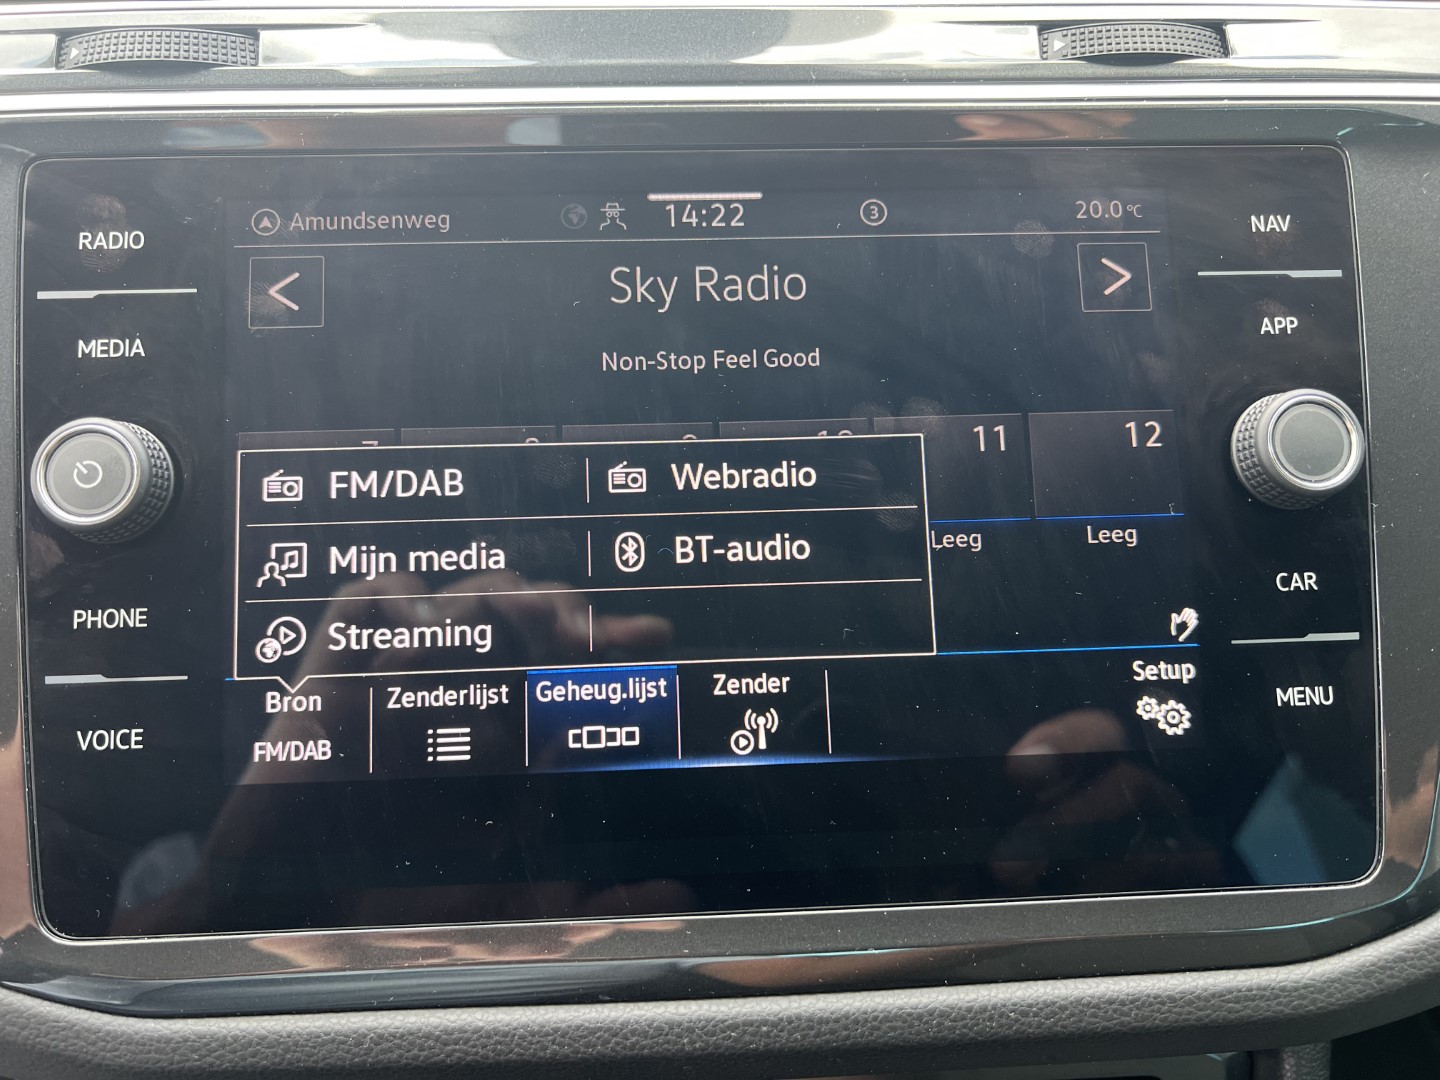 Amundsenweg 14:22 3 20.0°C
RADIO
NAV
Sky Radio
MEDIA
APP
Non-Stop Feel Good
11 12
FM/DAB Webradio
Leeg Leeg
Mijn media BT-audio
CAR
PHONE
Streaming
Bron Zenderlijst Geheug.lijst Zender Setup
MENU
VOICE
FM/DAB